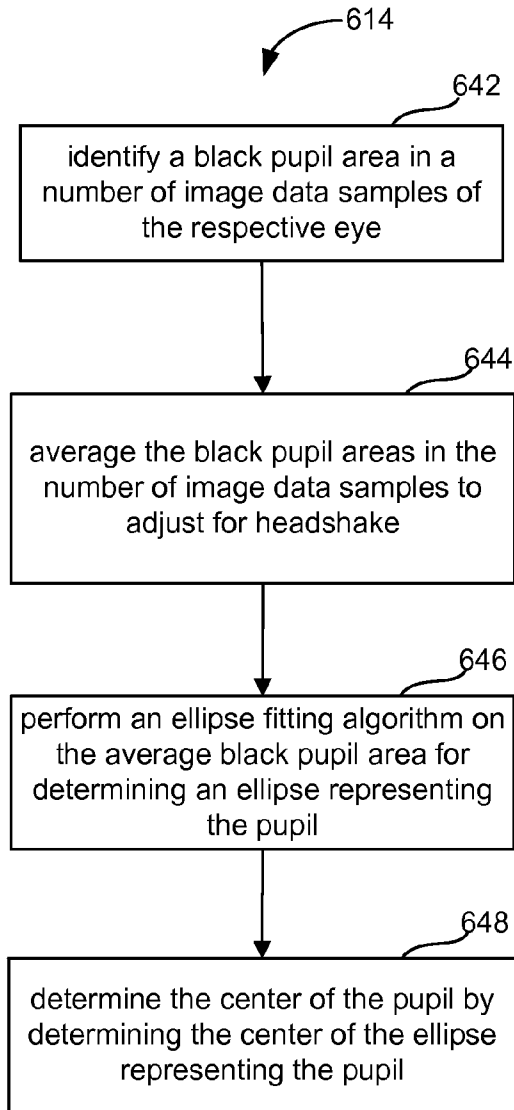 614
642
identify a black pupil area in a
number of image data samples of
the respective eye
644
average the black pupil areas in the
number of image data samples to
adjust for headshake
646
perform an ellipse fitting algorithm on
the average black pupil area for
determining an ellipse representing
the pupil
648
determine the center of the pupil by
determining the center of the ellipse
representing the pupil